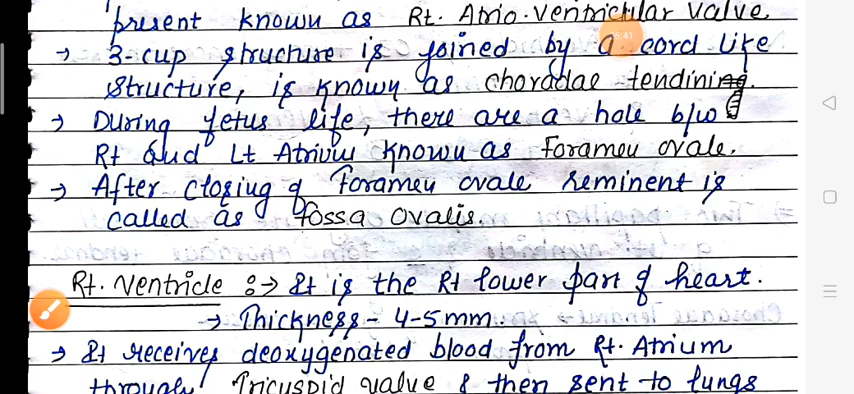 present known as Rt. Atrio-Ventricular Valve
→ 3-cup structure is joined by a cord like
structure, is known as choradae tendining.
→ During fetus life, there are a hole b/w
Rt and Lt Atrium known as Foramen ovale.
→ After closing of Foramen ovale reminent is
called as fossa ovalis.
Rt. Ventricle :→ It is the Rt lower part of heart.
→ Thickness - 4-5mm.
→ It receives deoxygenated blood from Rt. Atrium
through Tricuspid value & then sent to lungs